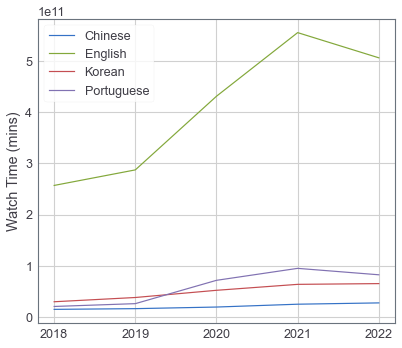 1e11
Chinese
English
Korean
Portuguese
Watch Time (mins)
5
4
3
2
1
0
2018 2019 2020 2021 2022